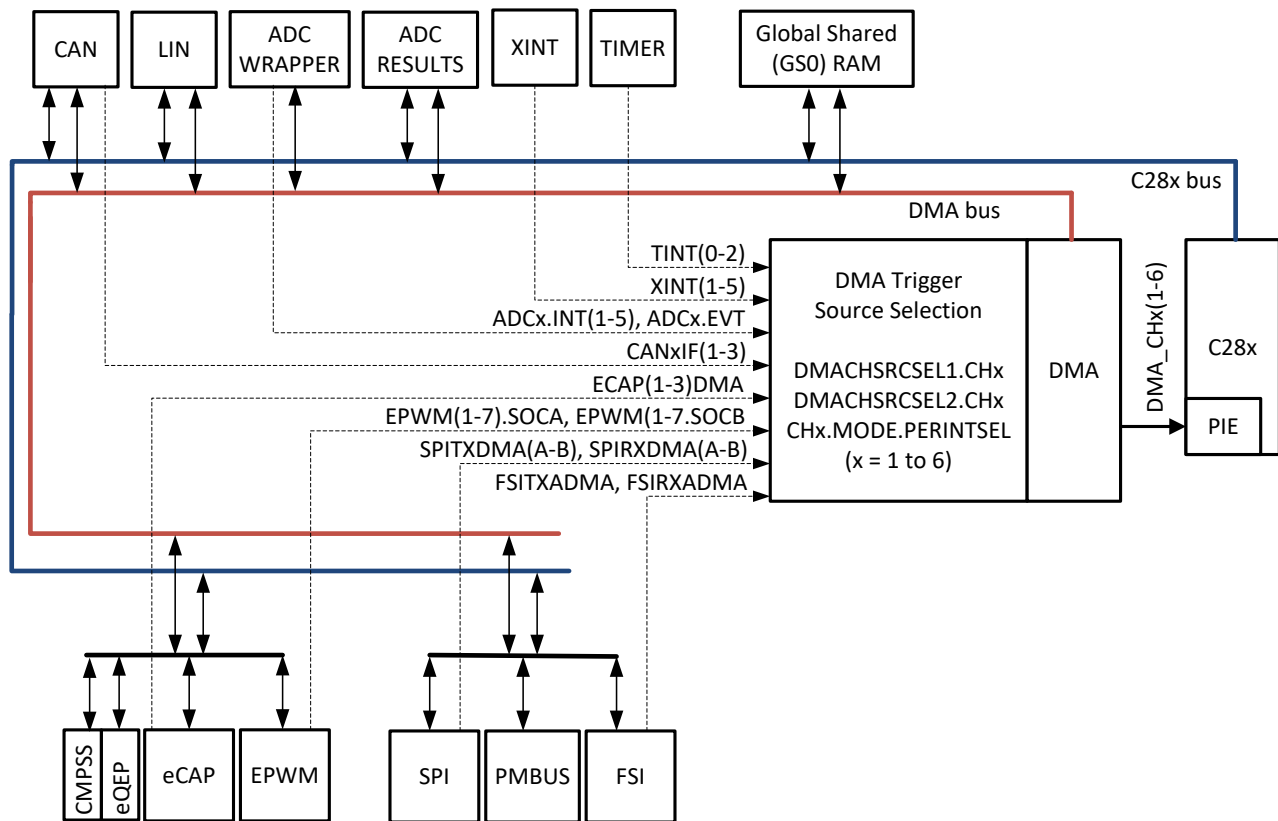 CAN
LIN
ADC
WRAPPER
ADC
RESULTS
XINT
TIMER
Global Shared
(GS0) RAM
C28x bus
DMA bus
TINT(0-2)
XINT(1-5)
ADCx.INT(1-5), ADCx.EVT
CANxIF(1-3)
ECAP(1-3)DMA
EPWM(1-7).SOCA, EPWM(1-7.SOCB
SPITXDMA(A-B), SPIRXDMA(A-B)
FSITXADMA, FSIRXADMA
DMA Trigger
Source Selection
DMACHSRCSEL1.CHx
DMACHSRCSEL2.CHx
CHx.MODE.PERINTSEL
(x = 1 to 6)
DMA
DMA_CHx(1-6)
C28x
PIE
CMPSS
eQEP
eCAP
EPWM
SPI
PMBUS
FSI